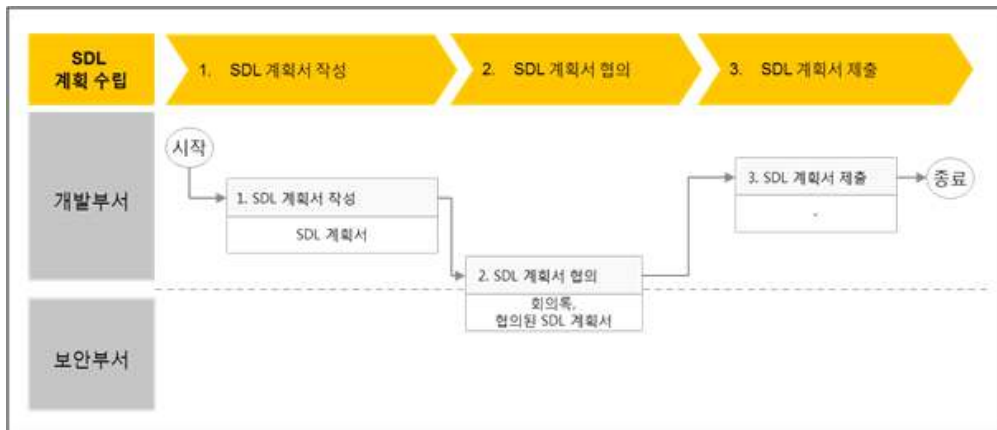 SDL
계획 수립
1. SDL 계획서 작성
2. SDL 계획서 협의
3. SDL 계획서 제출
개발부서
시작
1. SDL 계획서 작성
SDL 계획서
2. SDL 계획서 협의
회의록,
협의된 SDL 계획서
3. SDL 계획서 제출
-
종료
보안부서